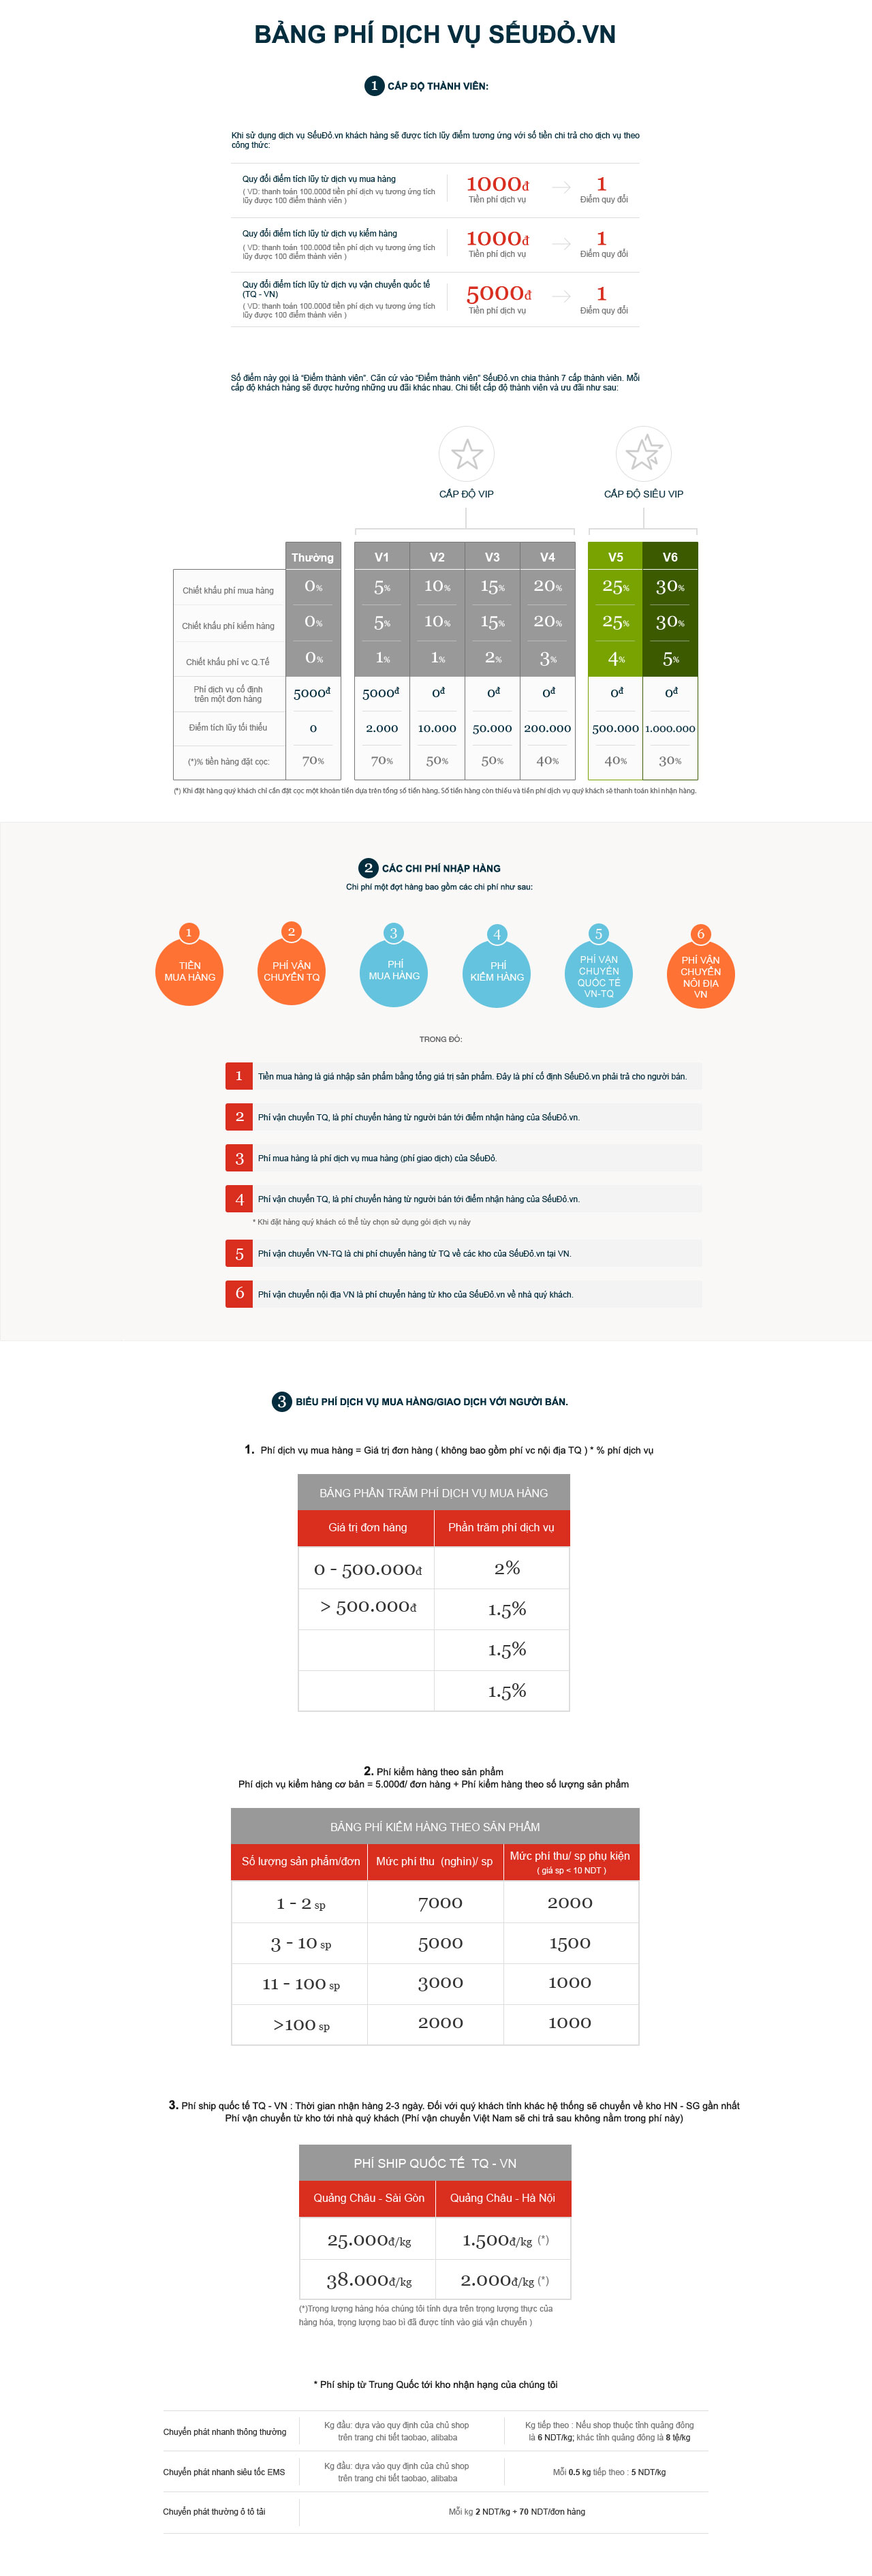 BẢNG PHÍ DỊCH VỤ SẾUĐỎ.VN
1 CẤP ĐỘ THÀNH VIÊN:
Khi sử dụng dịch vụ SếuĐỏ.vn khách hàng sẽ được tích lũy điểm tương ứng với số tiền chi trả cho dịch vụ theo
công thức:
Quy đổi điểm tích lũy từ dịch vụ mua hàng
( VD: thanh toán 100.000đ tiền phí dịch vụ tương ứng tích
lũy được 100 điểm thành viên )
1000đ → 1
Tiền phí dịch vụ Điểm quy đổi
Quy đổi điểm tích lũy từ dịch vụ kiểm hàng
( VD: thanh toán 100.000đ tiền phí dịch vụ tương ứng tích
lũy được 100 điểm thành viên )
1000đ → 1
Tiền phí dịch vụ Điểm quy đổi
Quy đổi điểm tích lũy từ dịch vụ vận chuyển quốc tế
(TQ - VN)
( VD: thanh toán 100.000đ tiền phí dịch vụ tương ứng tích
lũy được 100 điểm thành viên )
5000đ → 1
Tiền phí dịch vụ Điểm quy đổi
Số điểm này gọi là “Điểm thành viên”. Căn cứ vào “Điểm thành viên” SếuĐỏ.vn chia thành 7 cấp thành viên. Mỗi
cấp độ khách hàng sẽ được hưởng những ưu đãi khác nhau. Chi tiết cấp độ thành viên và ưu đãi như sau:
CẤP ĐỘ VIP CẤP ĐỘ SIÊU VIP
Thường V1 V2 V3 V4 V5 V6
Chiết khấu phí mua hàng 0% 5% 10% 15% 20% 25% 30%
Chiết khấu phí kiểm hàng 0% 5% 10% 15% 20% 25% 30%
Chiết khấu phí vc Q.Tế 0% 1% 1% 2% 3% 4% 5%
Phí dịch vụ cố định
trên một đơn hàng 5000đ 5000đ 0đ 0đ 0đ 0đ 0đ
Điểm tích lũy tối thiểu 0 2.000 10.000 50.000 200.000 500.000 1.000.000
(*)% tiền hàng đặt cọc: 70% 70% 50% 50% 40% 40% 30%
(*) Khi đặt hàng quý khách chỉ cần đặt cọc một khoản tiền dựa trên tổng số tiền hàng. Số tiền hàng còn thiếu và tiền phí dịch vụ quý khách sẽ thanh toán khi nhận hàng.
2 CÁC CHI PHÍ NHẬP HÀNG
Chi phí một đợt hàng bao gồm các chi phí như sau:
1 2 3 4 5 6
TIỀN
MUA HÀNG
PHÍ VẬN
CHUYỂN TQ
PHÍ
MUA HÀNG
PHÍ
KIỂM HÀNG
PHÍ VẬN
CHUYỂN
QUỐC TẾ
VN-TQ
PHÍ VẬN
CHUYỂN
NỘI ĐỊA
VN
TRONG ĐÓ:
1 Tiền mua hàng là giá nhập sản phẩm bằng tổng giá trị sản phẩm. Đây là phí cố định SếuĐỏ.vn phải trả cho người bán.
2 Phí vận chuyển TQ, là phí chuyển hàng từ người bán tới điểm nhận hàng của SếuĐỏ.vn.
3 Phí mua hàng là phí dịch vụ mua hàng (phí giao dịch) của SếuĐỏ.
4 Phí vận chuyển TQ, là phí chuyển hàng từ người bán tới điểm nhận hàng của SếuĐỏ.vn.
* Khi đặt hàng quý khách có thể tùy chọn sử dụng gói dịch vụ này
5 Phí vận chuyển VN-TQ là chi phí chuyển hàng từ TQ về các kho của SếuĐỏ.vn tại VN.
6 Phí vận chuyển nội địa VN là phí chuyển hàng từ kho của SếuĐỏ.vn về nhà quý khách.
3 BIỂU PHÍ DỊCH VỤ MUA HÀNG/GIAO DỊCH VỚI NGƯỜI BÁN.
1. Phí dịch vụ mua hàng = Giá trị đơn hàng ( không bao gồm phí vc nội địa TQ ) * % phí dịch vụ
BẢNG PHẦN TRĂM PHÍ DỊCH VỤ MUA HÀNG
Giá trị đơn hàng Phần trăm phí dịch vụ
0 - 500.000đ 2%
> 500.000đ 1.5%
1.5%
1.5%
2. Phí kiểm hàng theo sản phẩm
Phí dịch vụ kiểm hàng cơ bản = 5.000đ/ đơn hàng + Phí kiểm hàng theo số lượng sản phẩm
BẢNG PHÍ KIỂM HÀNG THEO SẢN PHẨM
Số lượng sản phẩm/đơn Mức phí thu (nghìn)/ sp Mức phí thu/ sp phụ kiện
( giá sp < 10 NDT )
1 - 2 sp 7000 2000
3 - 10 sp 5000 1500
11 - 100 sp 3000 1000
>100 sp 2000 1000
3. Phí ship quốc tế TQ - VN : Thời gian nhận hàng 2-3 ngày. Đối với quý khách tỉnh khác hệ thống sẽ chuyển về kho HN - SG gần nhất
Phí vận chuyển từ kho tới nhà quý khách (Phí vận chuyển Việt Nam sẽ chi trả sau không nằm trong phí này)
PHÍ SHIP QUỐC TẾ TQ - VN
Quảng Châu - Sài Gòn Quảng Châu - Hà Nội
25.000đ/kg 1.500đ/kg (*)
38.000đ/kg 2.000đ/kg (*)
(*)Trọng lượng hàng hóa chúng tôi tính dựa trên trọng lượng thực của
hàng hóa, trọng lượng bao bì đã được tính vào giá vận chuyển )
* Phí ship từ Trung Quốc tới kho nhận hạng của chúng tôi
Chuyển phát nhanh thông thường
Kg đầu: dựa vào quy định của chủ shop
trên trang chi tiết taobao, alibaba
Kg tiếp theo : Nếu shop thuộc tỉnh quảng đông
là 6 NDT/kg; khác tỉnh quảng đông là 8 tệ/kg
Chuyển phát nhanh siêu tốc EMS
Kg đầu: dựa vào quy định của chủ shop
trên trang chi tiết taobao, alibaba
Mỗi 0.5 kg tiếp theo : 5 NDT/kg
Chuyển phát thường ô tô tải
Mỗi kg 2 NDT/kg + 70 NDT/đơn hàng